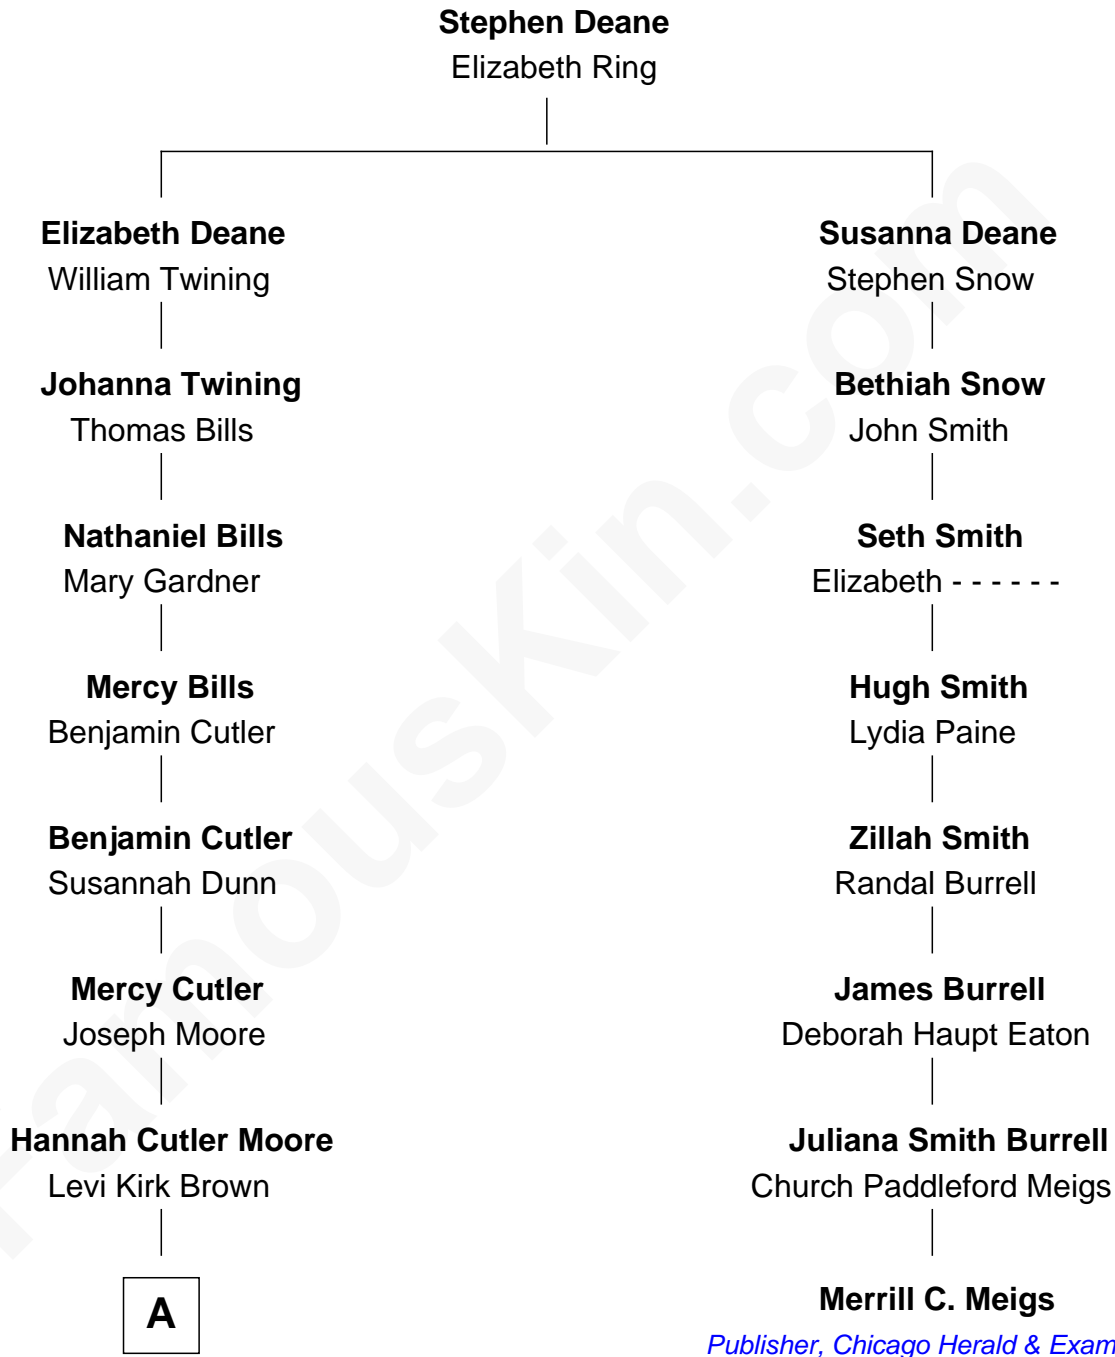 Stephen Deane
Elizabeth Ring
Elizabeth Deane
William Twining
Susanna Deane
Stephen Snow
Johanna Twining
Thomas Bills
Bethiah Snow
John Smith
Nathaniel Bills
Mary Gardner
Seth Smith
Elizabeth - - - - - -
Mercy Bills
Benjamin Cutler
Hugh Smith
Lydia Paine
Benjamin Cutler
Susannah Dunn
Zillah Smith
Randal Burrell
Mercy Cutler
Joseph Moore
James Burrell
Deborah Haupt Eaton
Hannah Cutler Moore
Levi Kirk Brown
Juliana Smith Burrell
Church Paddleford Meigs
A
Merrill C. Meigs
Publisher, Chicago Herald & Exam
FamousKin.com